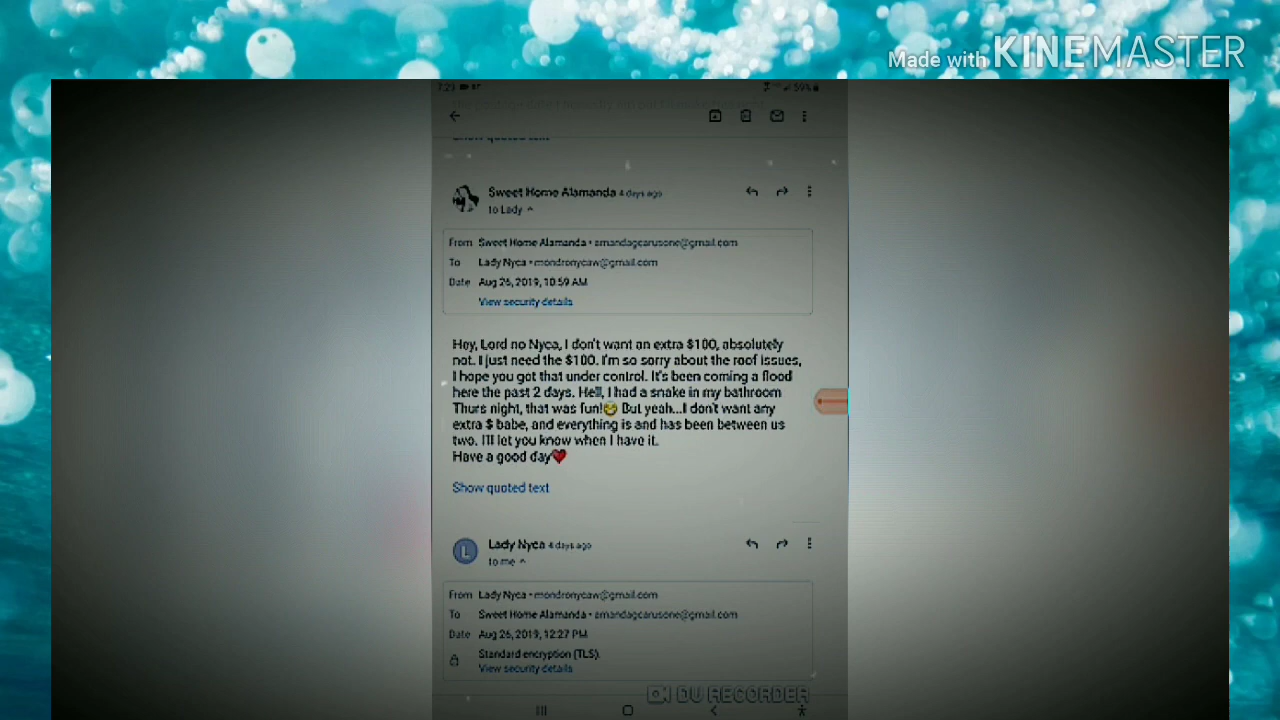 Made with KINEMASTER
7:23
59%
Show quoted text
Sweet Home Alamanda 4 days ago
to Lady
From Sweet Home Alamanda • amandagcarusone@gmail.com
To Lady Nyca • mondronycaw@gmail.com
Date Aug 26, 2019, 10:59 AM
View security details
Hey, Lord no Nyca, I don't want an extra $100, absolutely
not. I just need the $100. I'm so sorry about the roof issues,
I hope you got that under control. It's been coming a flood
here the past 2 days. Hell, I had a snake in my bathroom
Thurs night, that was fun!😁 But yeah...I don't want any
extra $ babe, and everything is and has been between us
two. I'll let you know when I have it.
Have a good day❤
Show quoted text
L
Lady Nyca 4 days ago
to me
From Lady Nyca • mondronycaw@gmail.com
To Sweet Home Alamanda • amandagcarusone@gmail.com
Date Aug 26, 2019, 12:27 PM
Standard encryption (TLS).
View security details
DU RECORDER